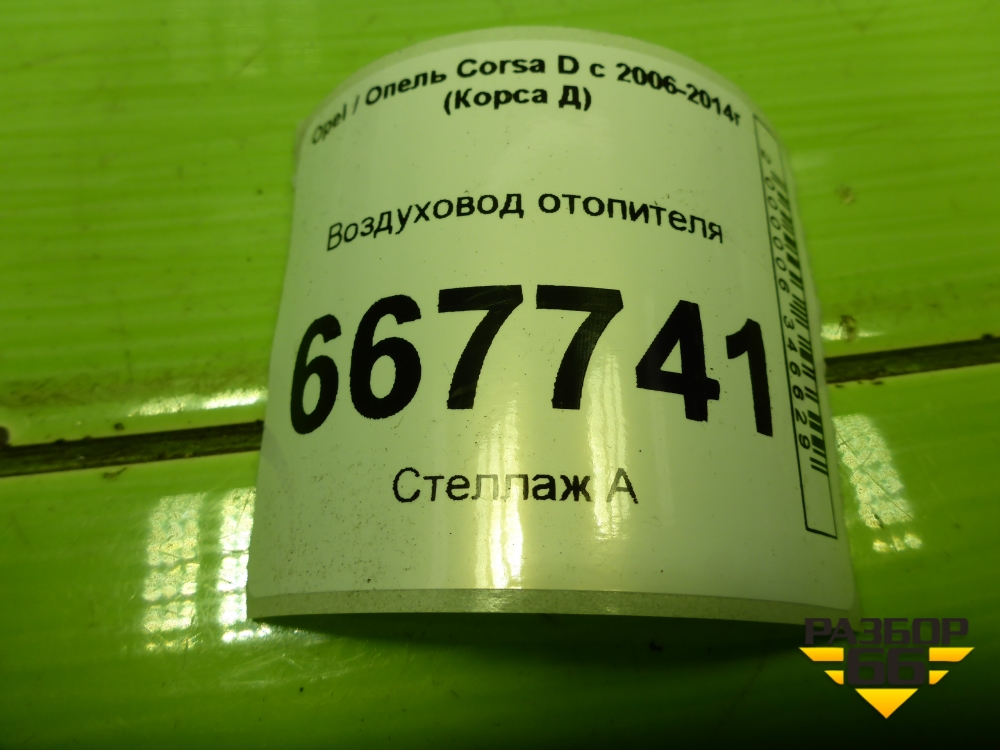 Opel / Опель Corsa D с 2006-2014г
(Корса Д)
Воздуховод отопителя
667741
Стеллаж А
2000006346629
РАЗБОР
66